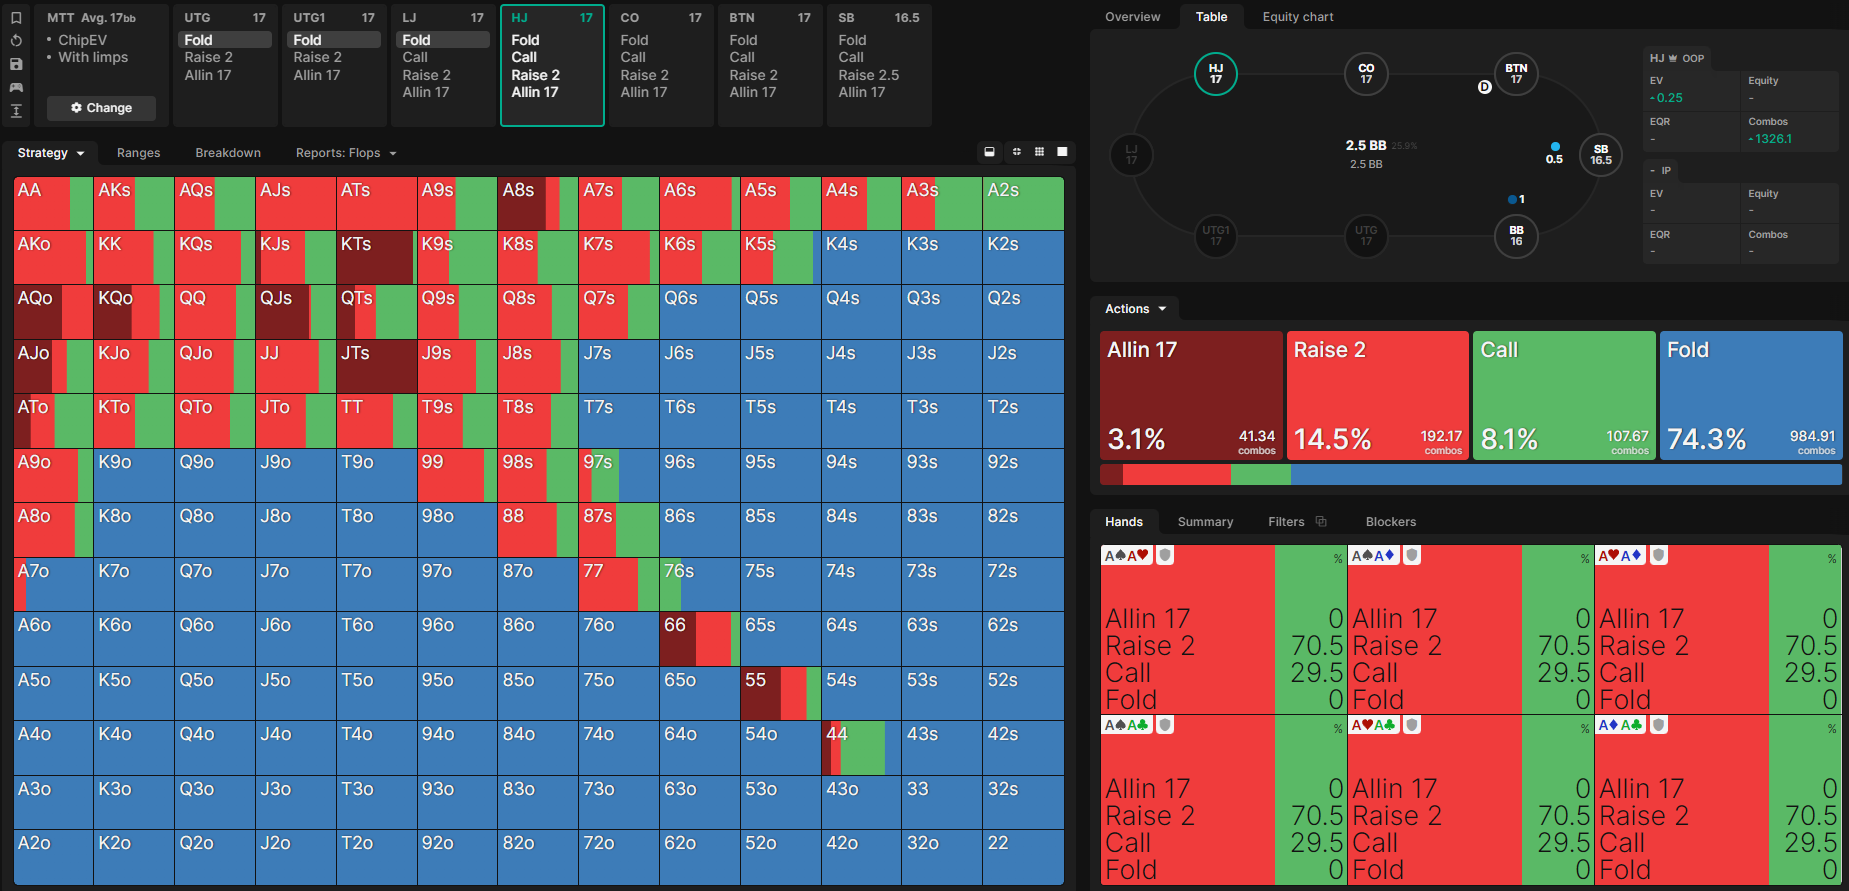 MTT Avg. 17bb
• ChipEV
• With limps
Change
UTG 17
Fold
Raise 2
Allin 17
UTG1 17
Fold
Raise 2
Allin 17
LJ 17
Fold
Call
Raise 2
Allin 17
HJ 17
Fold
Call
Raise 2
Allin 17
CO 17
Fold
Call
Raise 2
Allin 17
BTN 17
Fold
Call
Raise 2
Allin 17
SB 16.5
Fold
Call
Raise 2.5
Allin 17
Strategy Ranges Breakdown Reports: Flops
AA AKs AQs AJs ATs A9s A8s A7s A6s A5s A4s A3s A2s
AKo KK KQs KJs KTs K9s K8s K7s K6s K5s K4s K3s K2s
AQo KQo QQ QJs QTs Q9s Q8s Q7s Q6s Q5s Q4s Q3s Q2s
AJo KJo QJo JJ JTs J9s J8s J7s J6s J5s J4s J3s J2s
ATo KTo QTo JTo TT T9s T8s T7s T6s T5s T4s T3s T2s
A9o K9o Q9o J9o T9o 99 98s 97s 96s 95s 94s 93s 92s
A8o K8o Q8o J8o T8o 98o 88 87s 86s 85s 84s 83s 82s
A7o K7o Q7o J7o T7o 97o 87o 77 76s 75s 74s 73s 72s
A6o K6o Q6o J6o T6o 96o 86o 76o 66 65s 64s 63s 62s
A5o K5o Q5o J5o T5o 95o 85o 75o 65o 55 54s 53s 52s
A4o K4o Q4o J4o T4o 94o 84o 74o 64o 54o 44 43s 42s
A3o K3o Q3o J3o T3o 93o 83o 73o 63o 53o 43o 33 32s
A2o K2o Q2o J2o T2o 92o 82o 72o 62o 52o 42o 32o 22
Overview Table Equity chart
HJ
17
CO
17
BTN
17
D
LJ
17
2.5 BB 25.9%
2.5 BB
0.5
SB
16.5
1
UTG1
17
UTG
17
BB
16
HJ OOP
EV Equity
0.25 -
EQR Combos
- 1326.1
- IP
EV Equity
- -
EQR Combos
- -
Actions
Allin 17
3.1%
41.34
combos
Raise 2
14.5%
192.17
combos
Call
8.1%
107.67
combos
Fold
74.3%
984.91
combos
Hands Summary Filters Blockers
A♠A♥ %
Allin 17 0
Raise 2 70.5
Call 29.5
Fold 0
A♠A♦ %
Allin 17 0
Raise 2 70.5
Call 29.5
Fold 0
A♥A♦ %
Allin 17 0
Raise 2 70.5
Call 29.5
Fold 0
A♠A♣ %
Allin 17 0
Raise 2 70.5
Call 29.5
Fold 0
A♥A♣ %
Allin 17 0
Raise 2 70.5
Call 29.5
Fold 0
A♦A♣ %
Allin 17 0
Raise 2 70.5
Call 29.5
Fold 0